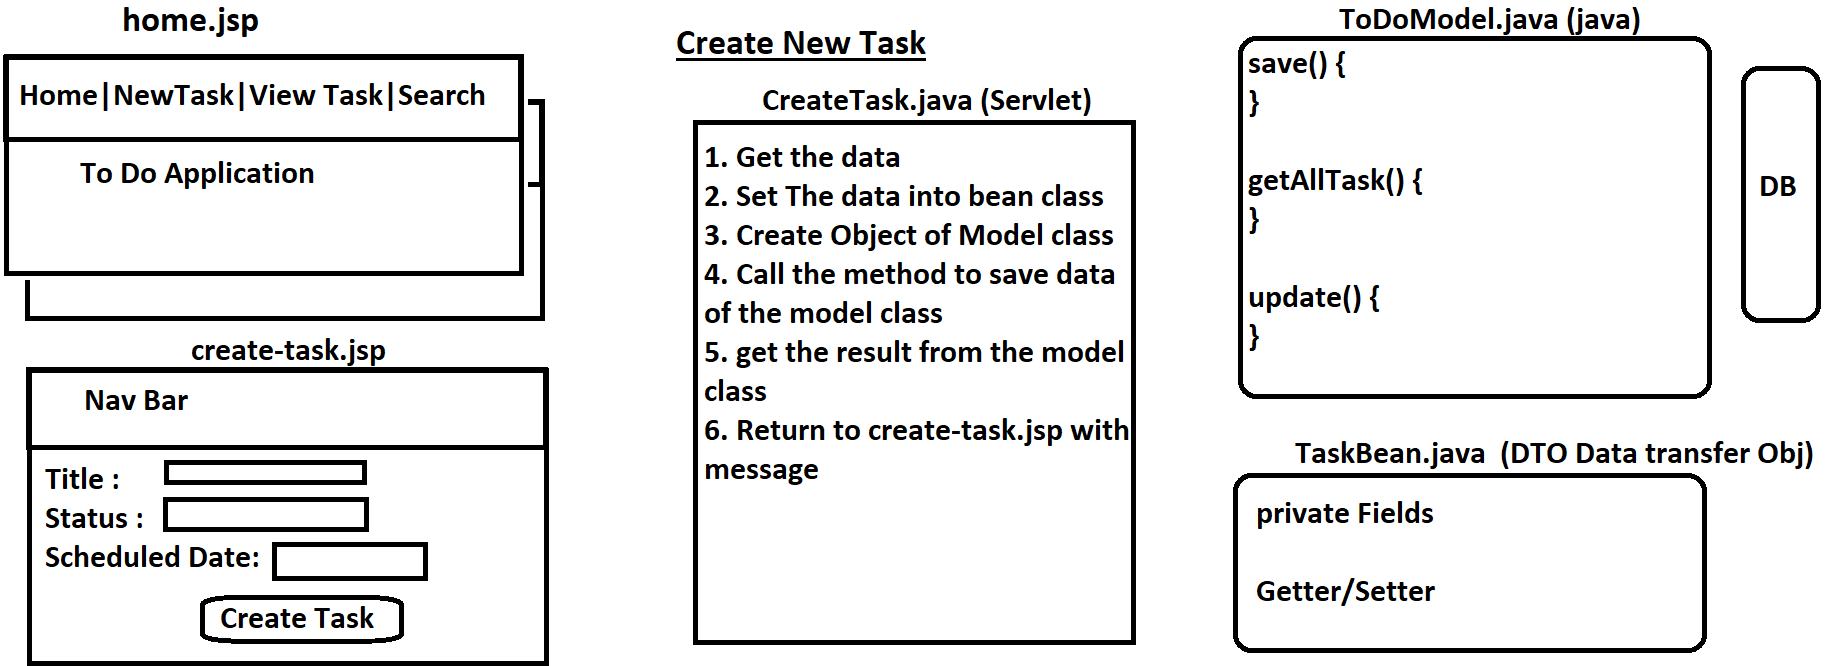 home.jsp
Home|NewTask|View Task|Search
To Do Application
create-task.jsp
Nav Bar
Title :
Status :
Scheduled Date:
Create Task
Create New Task
CreateTask.java (Servlet)
1. Get the data
2. Set The data into bean class
3. Create Object of Model class
4. Call the method to save data
of the model class
5. get the result from the model
class
6. Return to create-task.jsp with
message
ToDoModel.java (java)
save() {
}
getAllTask() {
}
update() {
}
DB
TaskBean.java  (DTO Data transfer Obj)
private Fields
Getter/Setter